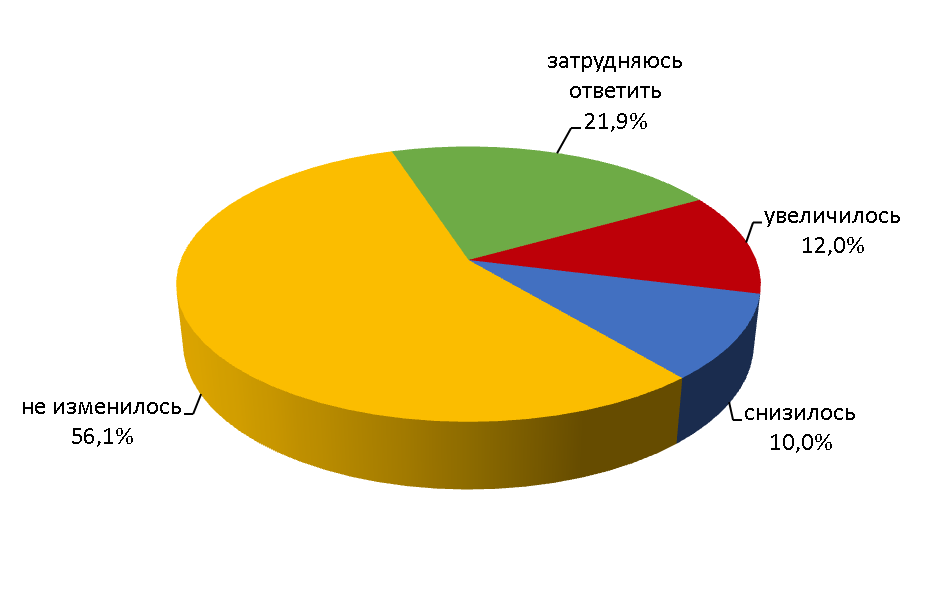 затрудняюсь
ответить
21,9%
увеличилось
12,0%
не изменилось
56,1%
снизилось
10,0%